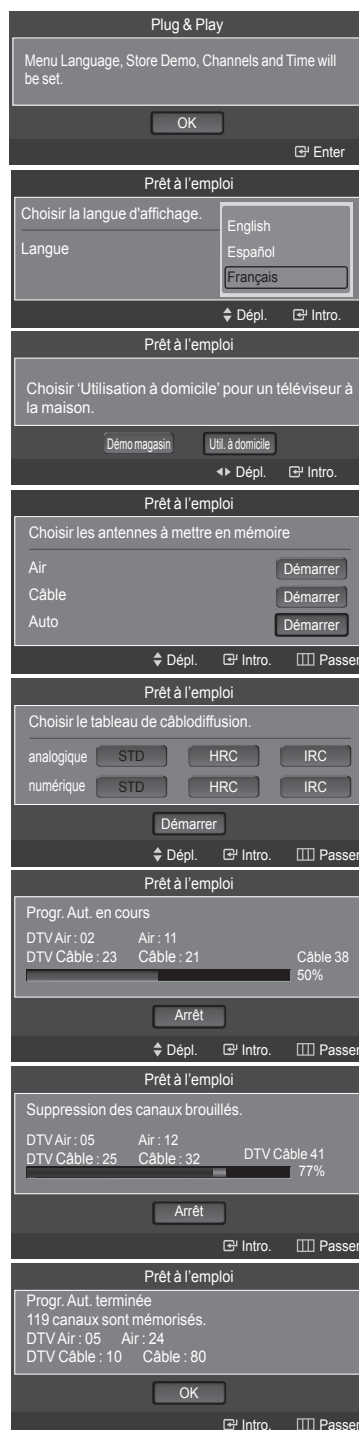 Plug & Play
Menu Language, Store Demo, Channels and Time will
be set.
OK
Enter
Prêt à l'emploi
Choisir la langue d'affichage.
English
Langue
Español
Français
Dépl. Intro.
Prêt à l'emploi
Choisir ‘Utilisation à domicile’ pour un téléviseur à
la maison.
Démo magasin Util. à domicile
Dépl. Intro.
Prêt à l'emploi
Choisir les antennes à mettre en mémoire
Air Démarrer
Câble Démarrer
Auto Démarrer
Dépl. Intro. Passer
Prêt à l'emploi
Choisir le tableau de câblodiffusion.
analogique STD HRC IRC
numérique STD HRC IRC
Démarrer
Dépl. Intro. Passer
Prêt à l'emploi
Progr. Aut. en cours
DTV Air : 02 Air : 11
DTV Câble : 23 Câble : 21 Câble 38
50%
Arrêt
Dépl. Intro. Passer
Prêt à l'emploi
Suppression des canaux brouillés.
DTV Air : 05 Air : 12
DTV Câble : 25 Câble : 32 DTV Câble 41
77%
Arrêt
Intro. Passer
Prêt à l'emploi
Progr. Aut. terminée
119 canaux sont mémorisés.
DTV Air : 05 Air : 24
DTV Câble : 10 Câble : 80
OK
Intro. Passer